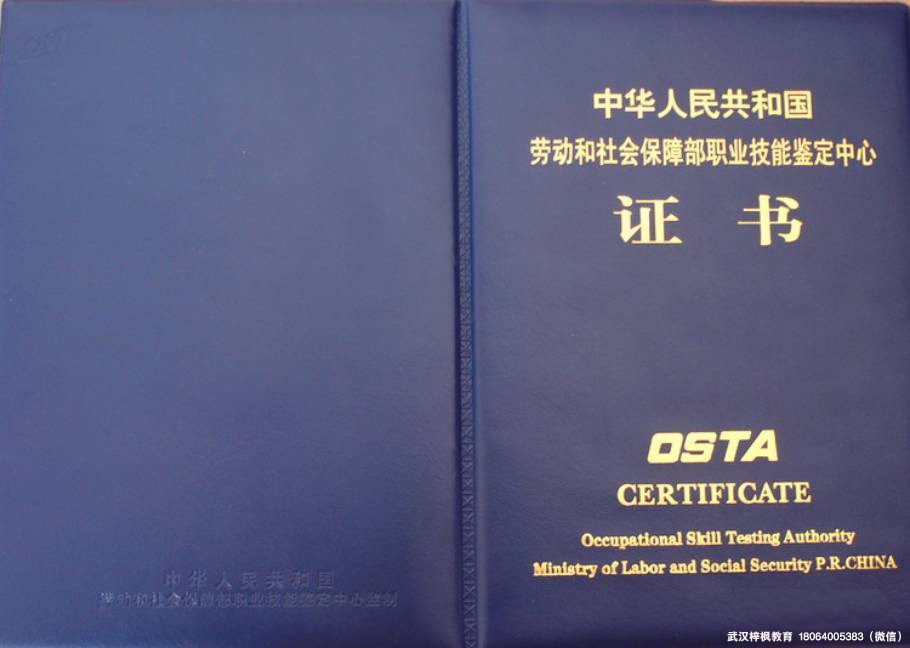 中华人民共和国
劳动和社会保障部职业技能鉴定中心
证 书
OSTA
CERTIFICATE
Occupational Skill Testing Authority
Ministry of Labor and Social Security P.R.CHINA
中华人民共和国
劳动和社会保障部职业技能鉴定中心监制
武汉梓枫教育 18064005383（微信）